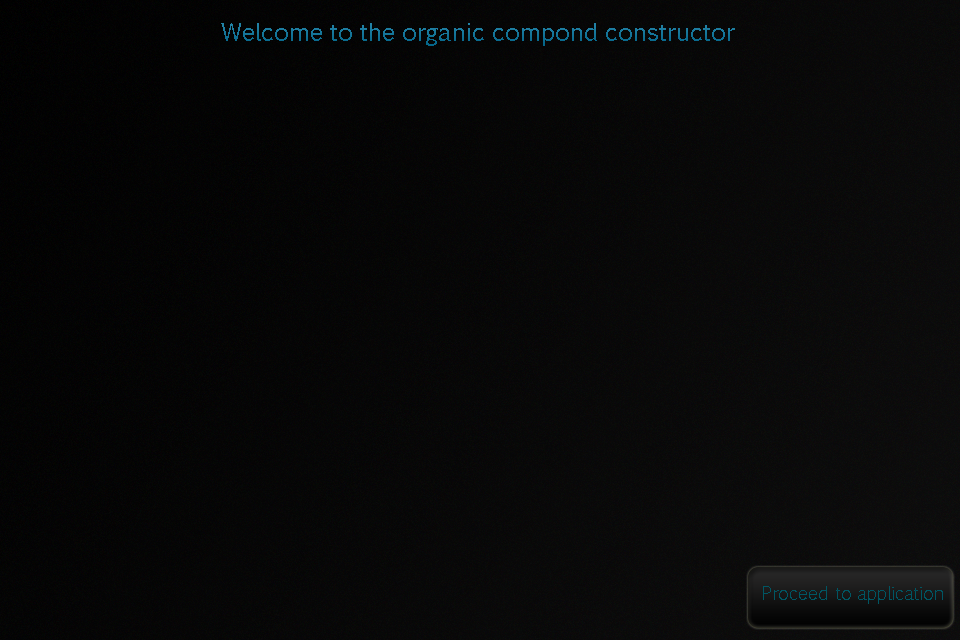 Welcome to the organic compond constructor
Proceed to application